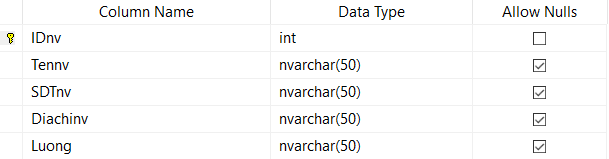 Column Name Data Type Allow Nulls
IDnv int
Tennv nvarchar(50)
SDTnv nvarchar(50)
Diachinv nvarchar(50)
Luong nvarchar(50)